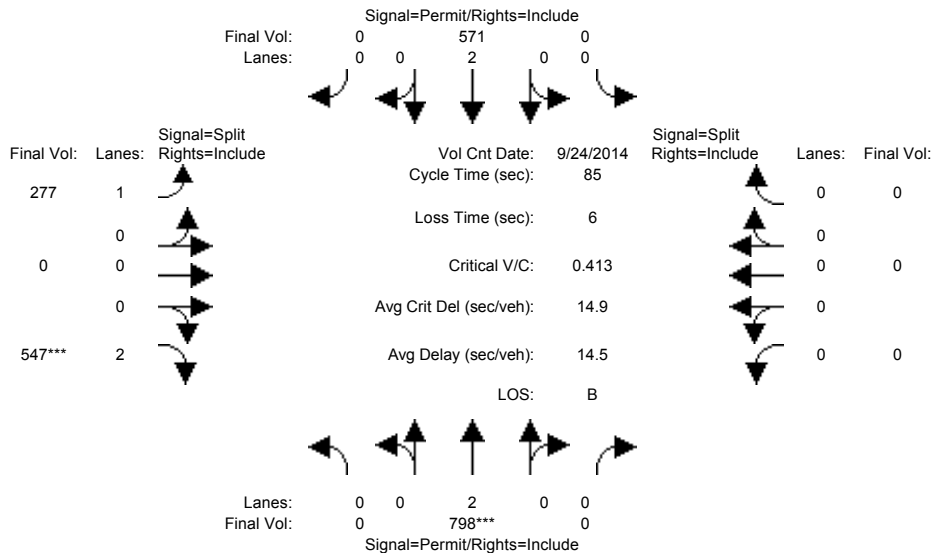 Signal=Permit/Rights=Include
Final Vol: 0 571 0
Lanes: 0 0 2 0 0
Signal=Split Signal=Split
Final Vol: Lanes: Rights=Include Vol Cnt Date: 9/24/2014 Rights=Include Lanes: Final Vol:
Cycle Time (sec): 85
277 1 0 0
Loss Time (sec): 6
0 0
0 0 Critical V/C: 0.413 0 0
0 Avg Crit Del (sec/veh): 14.9 0
547*** 2 Avg Delay (sec/veh): 14.5 0 0
LOS: B
Lanes: 0 0 2 0 0
Final Vol: 0 798*** 0
Signal=Permit/Rights=Include